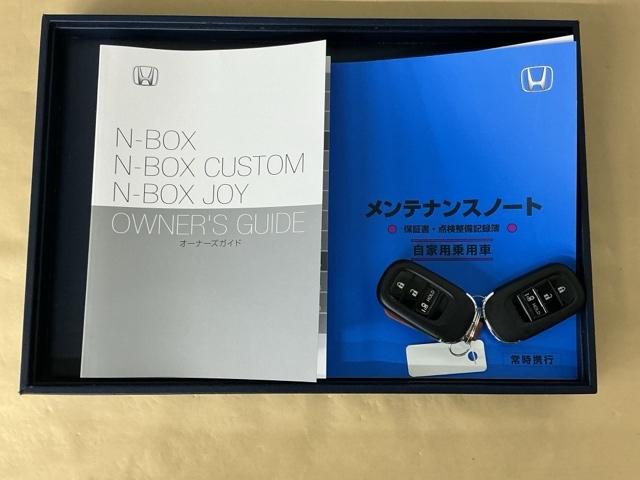 N-BOX
N-BOX CUSTOM
N-BOX JOY
OWNER'S GUIDE
オーナーズガイド
メンテナンスノート
保証書・点検整備記録簿
自家用乗用車
常時携行
HOLD
HOLD